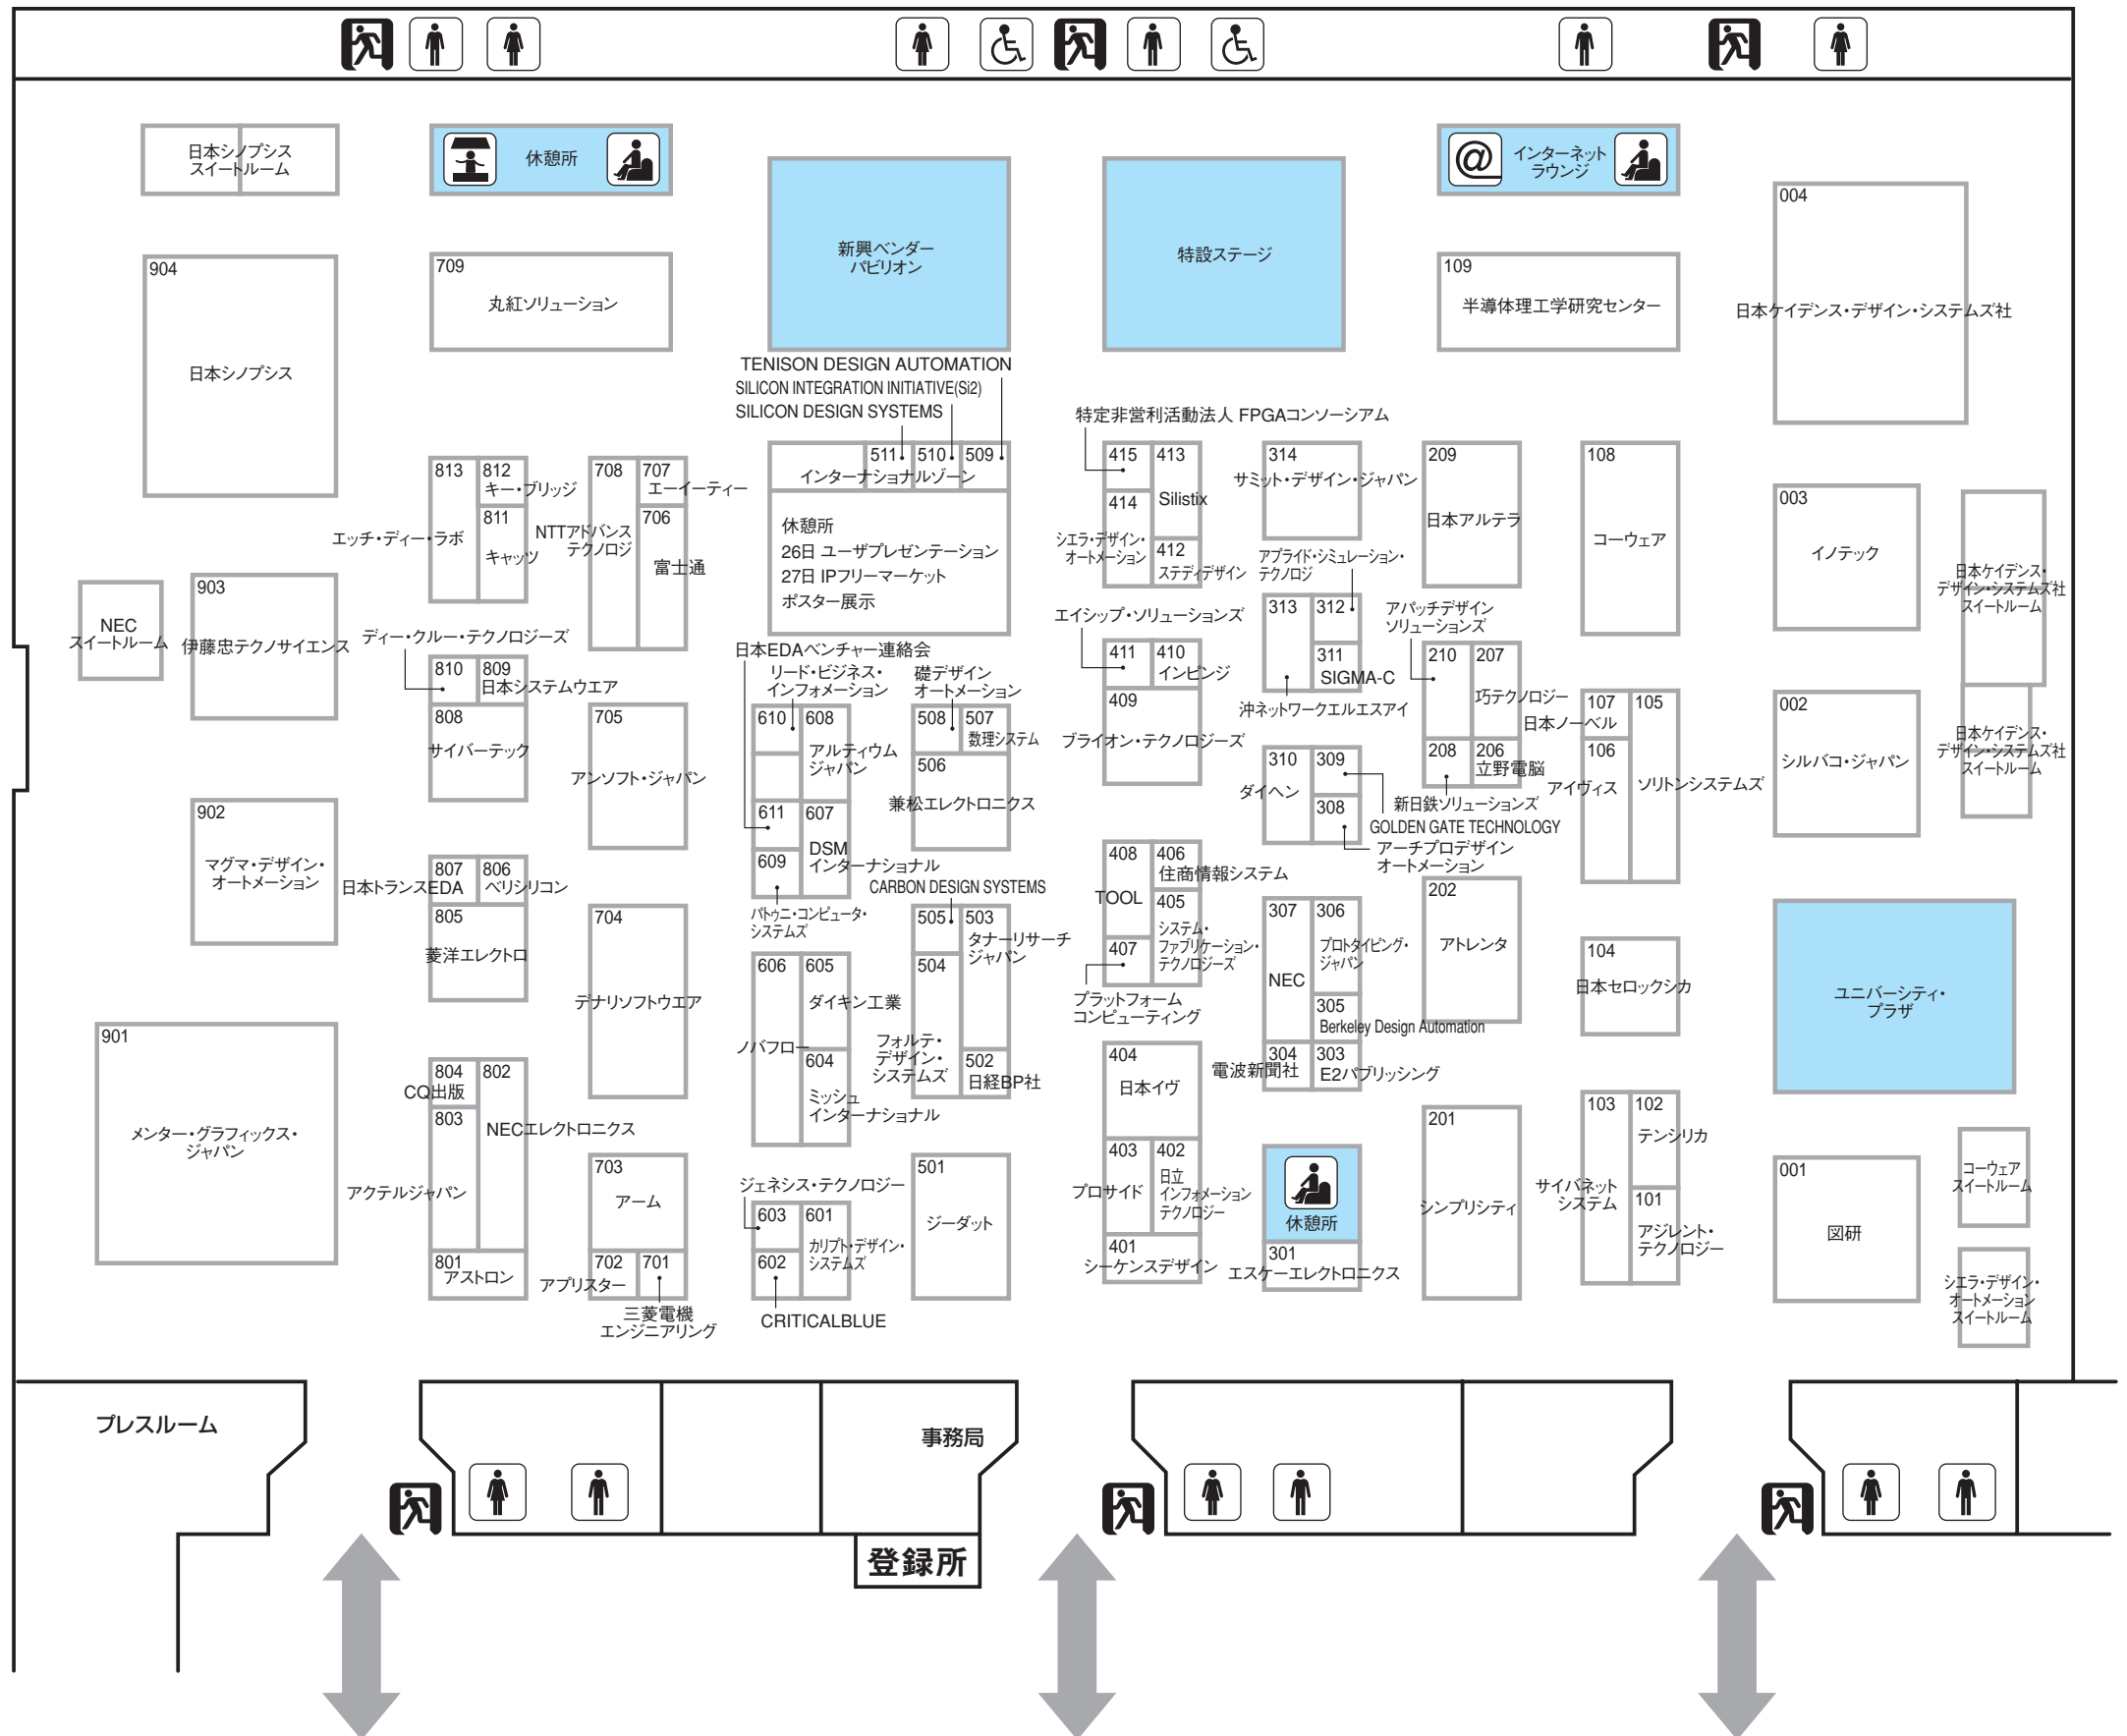 日本シノプシス
スイートルーム
休憩所
@
インターネット
ラウンジ
新興ベンダー
パビリオン
特設ステージ
004
日本ケイデンス・デザイン・システムズ社
904
日本シノプシス
709
丸紅ソリューション
109
半導体理工学研究センター
TENISON DESIGN AUTOMATION
SILICON INTEGRATION INITIATIVE(Si2)
SILICON DESIGN SYSTEMS
511
510
509
インターナショナルゾーン
休憩所
26日 ユーザプレゼンテーション
27日 IPフリーマーケット
ポスター展示
特定非営利活動法人 FPGAコンソーシアム
415
413
Silistix
414
シエラ・デザイン・
オートメーション
412
ステディデザイン
314
サミット・デザイン・ジャパン
209
日本アルテラ
108
コーウェア
003
イノテック
日本ケイデンス・
デザイン・システムズ社
スイートルーム
813
エッチ・ディー・ラボ
812
キー・ブリッジ
811
キャッツ
708
NTTアドバンス
テクノロジ
707
エーイーティー
706
富士通
NEC
スイートルーム
903
伊藤忠テクノサイエンス
ディー・クルー・テクノロジーズ
810
809
日本システムウエア
808
サイバーテック
705
アンソフト・ジャパン
日本EDAベンチャー連絡会
リード・ビジネス・
インフォメーション
610
608
アルティウム
ジャパン
611
607
DSM
インターナショナル
609
パトゥニ・コンピュータ・
システムズ
礎デザイン
オートメーション
508
507
数理システム
506
兼松エレクトロニクス
エイシップ・ソリューションズ
411
410
インピンジ
409
ブライオン・テクノロジーズ
アプライド・シミュレーション・
テクノロジ
313
312
311
SIGMA-C
沖ネットワークエルエスアイ
アパッチデザイン
ソリューションズ
210
207
巧テクノロジー
208
206
立野電脳
新日鉄ソリューションズ
310
ダイヘン
309
308
GOLDEN GATE TECHNOLOGY
アーチプロデザイン
オートメーション
107
日本ノーベル
106
アイヴィス
105
ソリトンシステムズ
002
シルバコ・ジャパン
日本ケイデンス・
デザイン・システムズ社
スイートルーム
902
マグマ・デザイン・
オートメーション
807
日本トランスEDA
806
ベリシリコン
805
菱洋エレクトロ
704
デナリソフトウエア
606
ノバフロー
605
ダイキン工業
604
ミッシュ
インターナショナル
CARBON DESIGN SYSTEMS
505
503
タナーリサーチ
ジャパン
504
フォルテ・
デザイン・
システムズ
502
日経BP社
408
TOOL
406
住商情報システム
405
システム・
ファブリケーション・
テクノロジーズ
407
プラットフォーム
コンピューティング
307
NEC
306
プロトタイピング・
ジャパン
305
Berkeley Design Automation
304
電波新聞社
303
E2パブリッシング
202
アトレンタ
104
日本セロックシカ
ユニバーシティ・
プラザ
901
メンター・グラフィックス・
ジャパン
804
CQ出版
802
NECエレクトロニクス
803
アクテルジャパン
801
アストロン
703
アーム
702
アプリスター
701
三菱電機
エンジニアリング
ジェネシス・テクノロジー
603
601
カリプト・デザイン・
システムズ
602
CRITICALBLUE
501
ジーダット
404
日本イヴ
403
プロサイド
402
日立
インフォメーション
テクノロジー
401
シーケンスデザイン
休憩所
301
エスケーエレクトロニクス
201
シンプリシティ
103
サイバネット
システム
102
テンシリカ
101
アジレント・
テクノロジー
001
図研
コーウェア
スイートルーム
シエラ・デザイン・
オートメーション
スイートルーム
プレスルーム
事務局
登録所